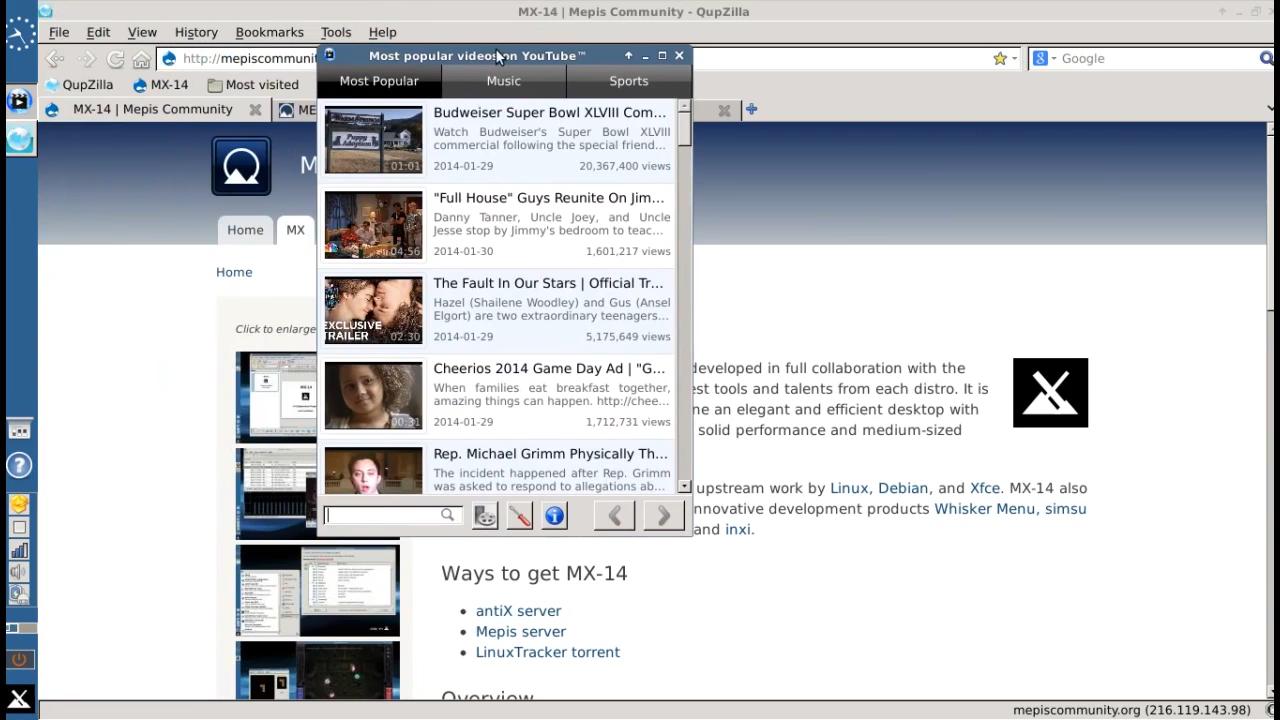 MX-14 | Mepis Community - QupZilla
File Edit View History Bookmarks Tools Help
http://mepiscommuni
Google
QupZilla MX-14 Most visited
MX-14 | Mepis Community ME
Most popular videos on YouTube™
Most Popular Music Sports
Budweiser Super Bowl XLVIII Com...
Watch Budweiser's Super Bowl XLVIII
commercial following the special friend...
01:01
2014-01-29 20,367,400 views
"Full House" Guys Reunite On Jim...
Danny Tanner, Uncle Joey, and Uncle
Jesse stop by Jimmy's bedroom to teac...
04:56
2014-01-30 1,601,217 views
The Fault In Our Stars | Official Tr...
Hazel (Shailene Woodley) and Gus (Ansel
Elgort) are two extraordinary teenagers...
EXCLUSIVE
TRAILER
02:30
2014-01-29 5,175,649 views
Cheerios 2014 Game Day Ad | "G...
When families eat breakfast together,
amazing things can happen. http://chee...
00:31
2014-01-29 1,712,731 views
Rep. Michael Grimm Physically Th...
The incident happened after Rep. Grimm
was asked to respond to allegations ab...
M
Home MX
Home
Click to enlarge
developed in full collaboration with the
est tools and talents from each distro. It is
ne an elegant and efficient desktop with
solid performance and medium-sized
upstream work by Linux, Debian, and Xfce. MX-14 also
nnovative development products Whisker Menu, simsu
and inxi.
Ways to get MX-14
antiX server
Mepis server
LinuxTracker torrent
Overview
mepiscommunity.org (216.119.143.98)